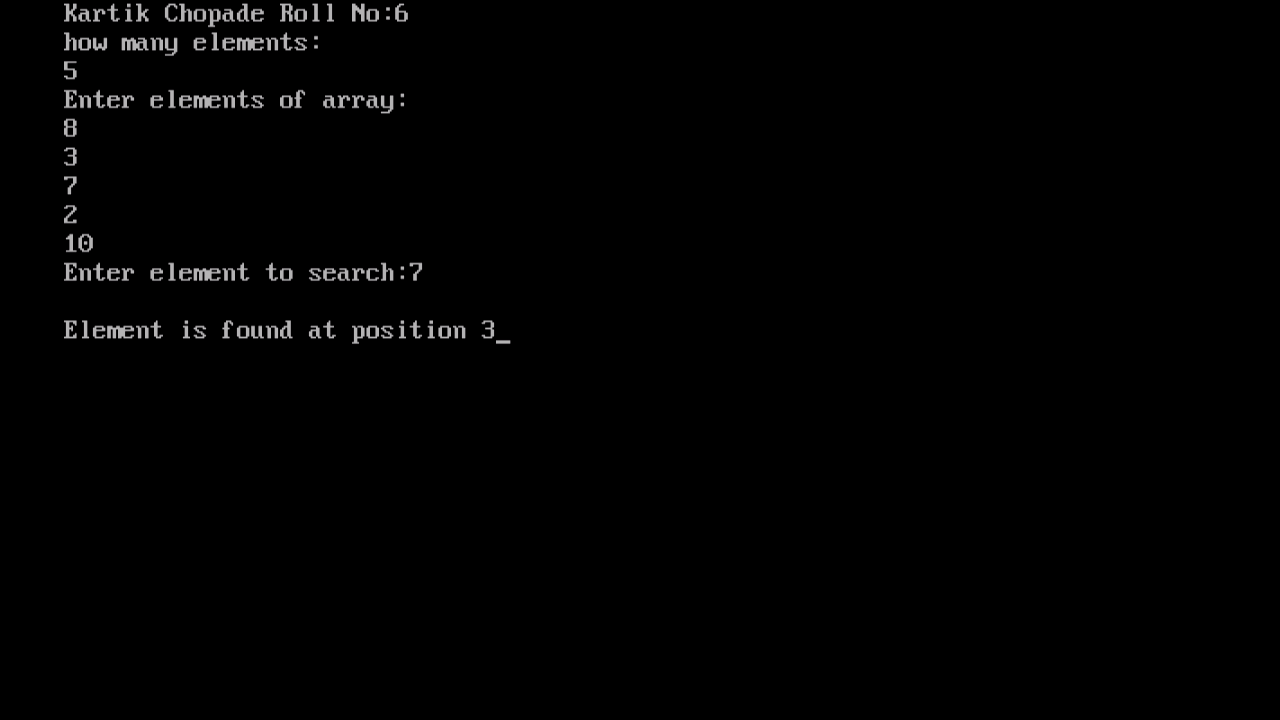 Kartik Chopade Roll No:6
how many elements:
5
Enter elements of array:
8
3
7
2
10
Enter element to search:7
Element is found at position 3_